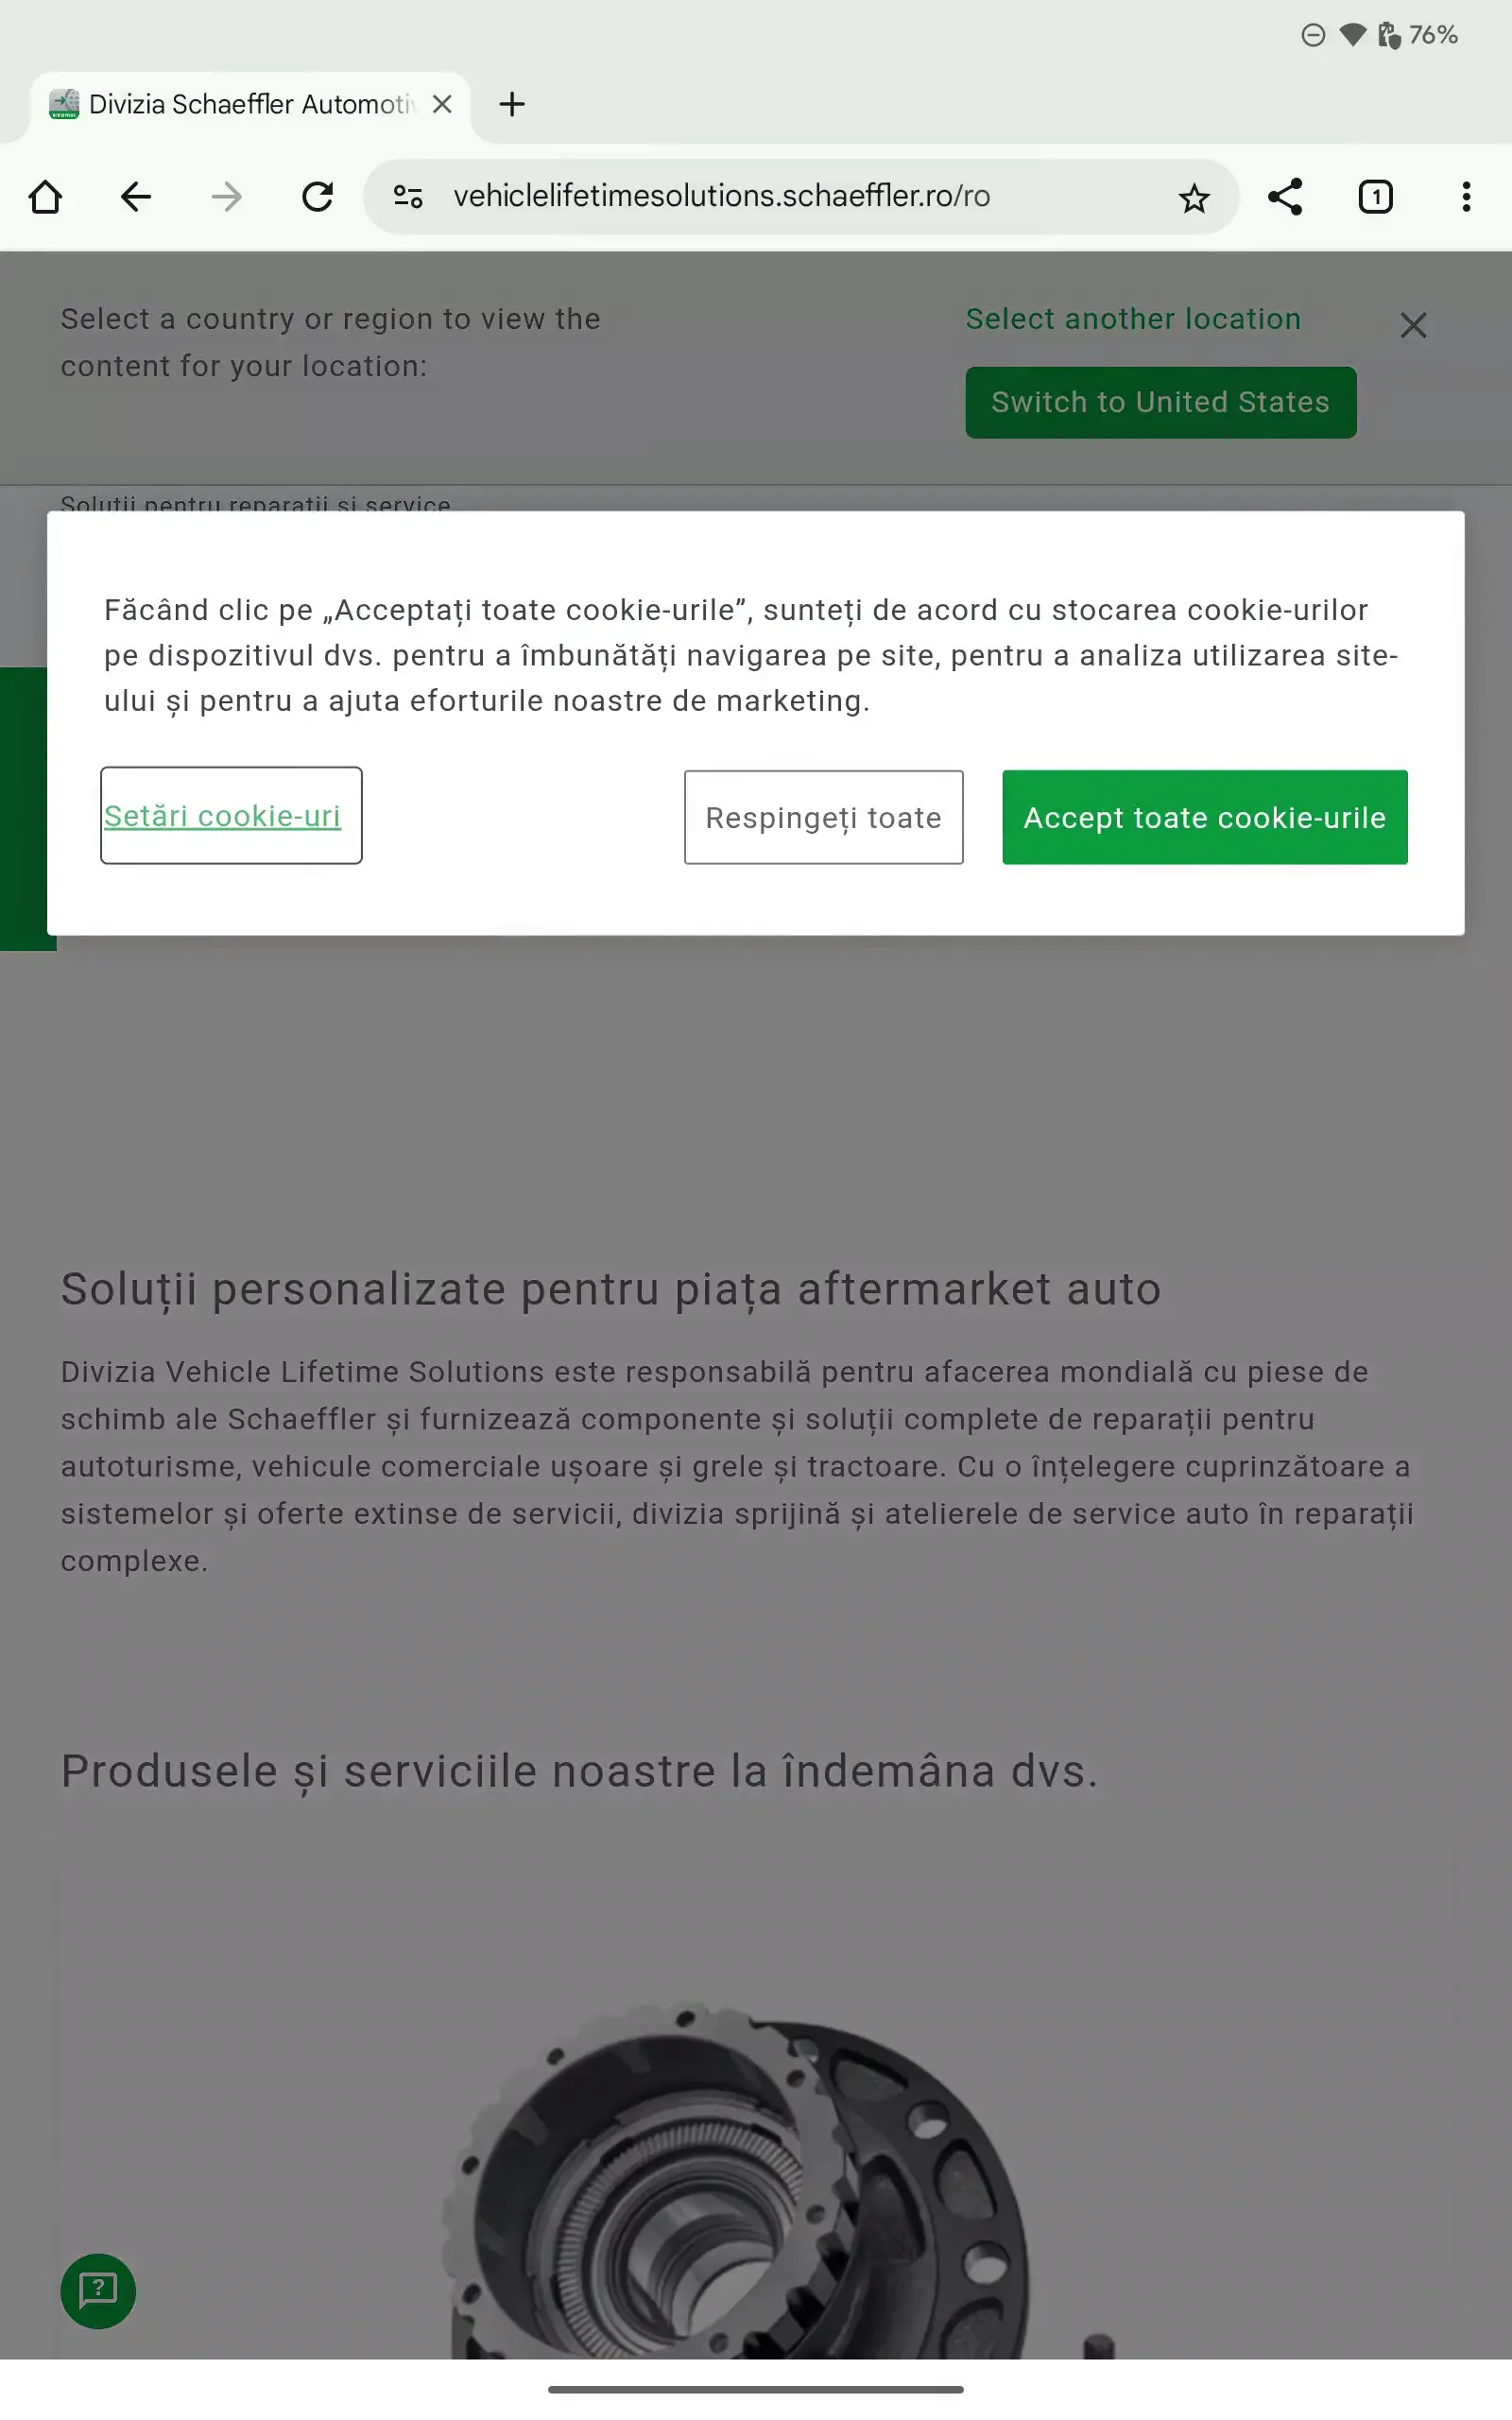 76%
Divizia Schaeffler Automotiv
vehiclelifetimesolutions.schaeffler.ro/ro
1
Select a country or region to view the
content for your location:
Select another location
Switch to United States
Soluții pentru reparații și service
Făcând clic pe „Acceptați toate cookie-urile”, sunteți de acord cu stocarea cookie-urilor
pe dispozitivul dvs. pentru a îmbunătăți navigarea pe site, pentru a analiza utilizarea site-
ului și pentru a ajuta eforturile noastre de marketing.
Setări cookie-uri
Respingeți toate
Accept toate cookie-urile
Soluții personalizate pentru piața aftermarket auto
Divizia Vehicle Lifetime Solutions este responsabilă pentru afacerea mondială cu piese de
schimb ale Schaeffler și furnizează componente și soluții complete de reparații pentru
autoturisme, vehicule comerciale ușoare și grele și tractoare. Cu o înțelegere cuprinzătoare a
sistemelor și oferte extinse de servicii, divizia sprijină și atelierele de service auto în reparații
complexe.
Produsele și serviciile noastre la îndemâna dvs.
?